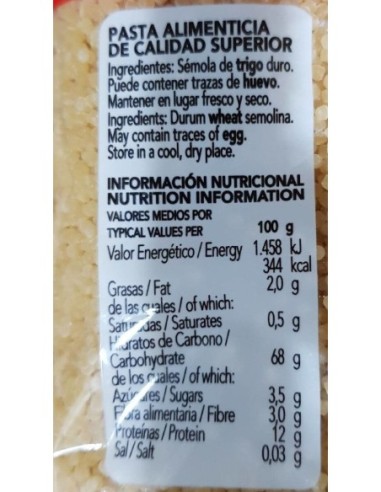 PASTA ALIMENTICIA
DE CALIDAD SUPERIOR
Ingredientes: Sémola de trigo duro.
Puede contener trazas de huevo.
Mantener en lugar fresco y seco.
Ingredients: Durum wheat semolina.
May contain traces of egg.
Store in a cool, dry place.
INFORMACIÓN NUTRICIONAL
NUTRITION INFORMATION
VALORES MEDIOS POR
TYPICAL VALUES PER 100 g
Valor Energético / Energy 1.458 kJ
344 kcal
Grasas / Fat 2,0 g
de las cuales / of which:
Saturadas / Saturates 0,5 g
Hidratos de Carbono /
Carbohydrate 68 g
de los cuales / of which:
Azúcares / Sugars 3,5 g
Fibra alimentaria / Fibre 3,0 g
Proteínas / Protein 12 g
Sal / Salt 0,03 g